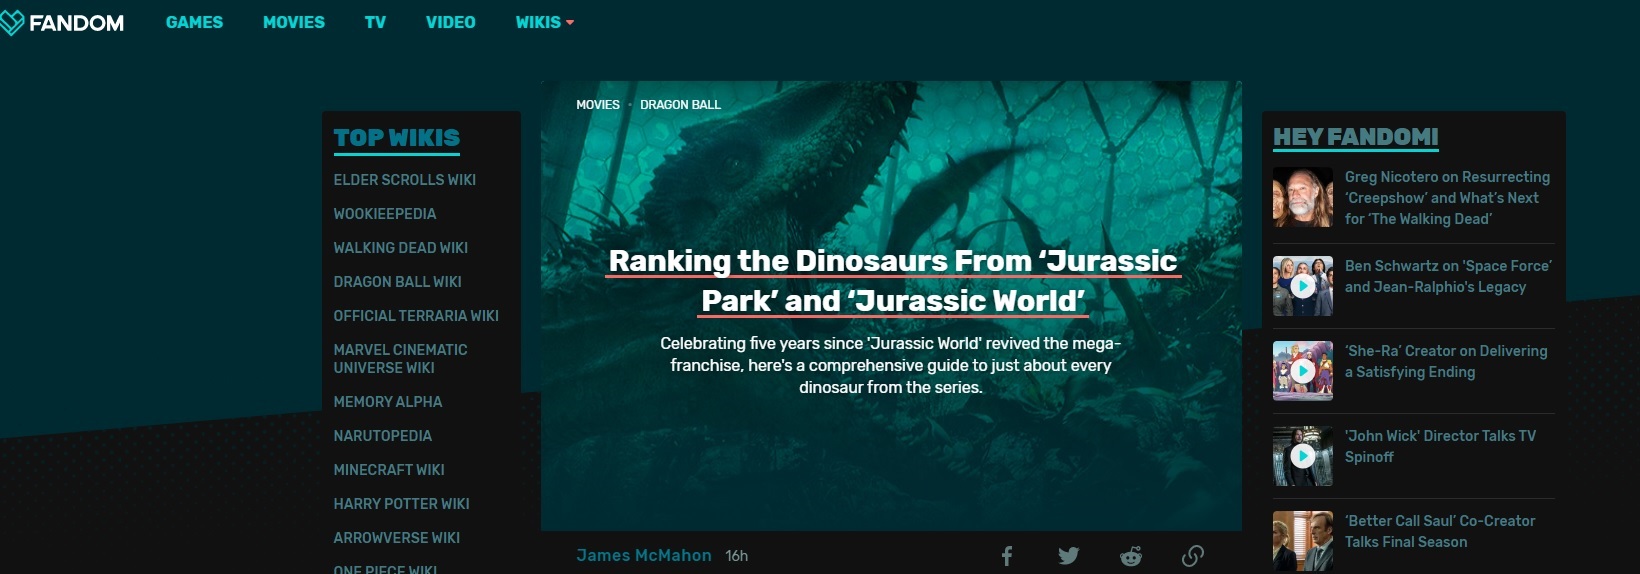 FANDOM
GAMES
MOVIES
TV
VIDEO
WIKIS
TOP WIKIS
ELDER SCROLLS WIKI
WOOKIEEPEDIA
WALKING DEAD WIKI
DRAGON BALL WIKI
OFFICIAL TERRARIA WIKI
MARVEL CINEMATIC
UNIVERSE WIKI
MEMORY ALPHA
NARUTOPEDIA
MINECRAFT WIKI
HARRY POTTER WIKI
ARROWVERSE WIKI
ONE PIECE WIKI
MOVIES • DRAGON BALL
Ranking the Dinosaurs From ‘Jurassic
Park’ and ‘Jurassic World’
Celebrating five years since 'Jurassic World' revived the mega-
franchise, here's a comprehensive guide to just about every
dinosaur from the series.
James McMahon 16h
HEY FANDOM!
Greg Nicotero on Resurrecting
‘Creepshow’ and What’s Next
for ‘The Walking Dead’
Ben Schwartz on 'Space Force’
and Jean-Ralphio's Legacy
‘She-Ra’ Creator on Delivering
a Satisfying Ending
'John Wick' Director Talks TV
Spinoff
‘Better Call Saul’ Co-Creator
Talks Final Season